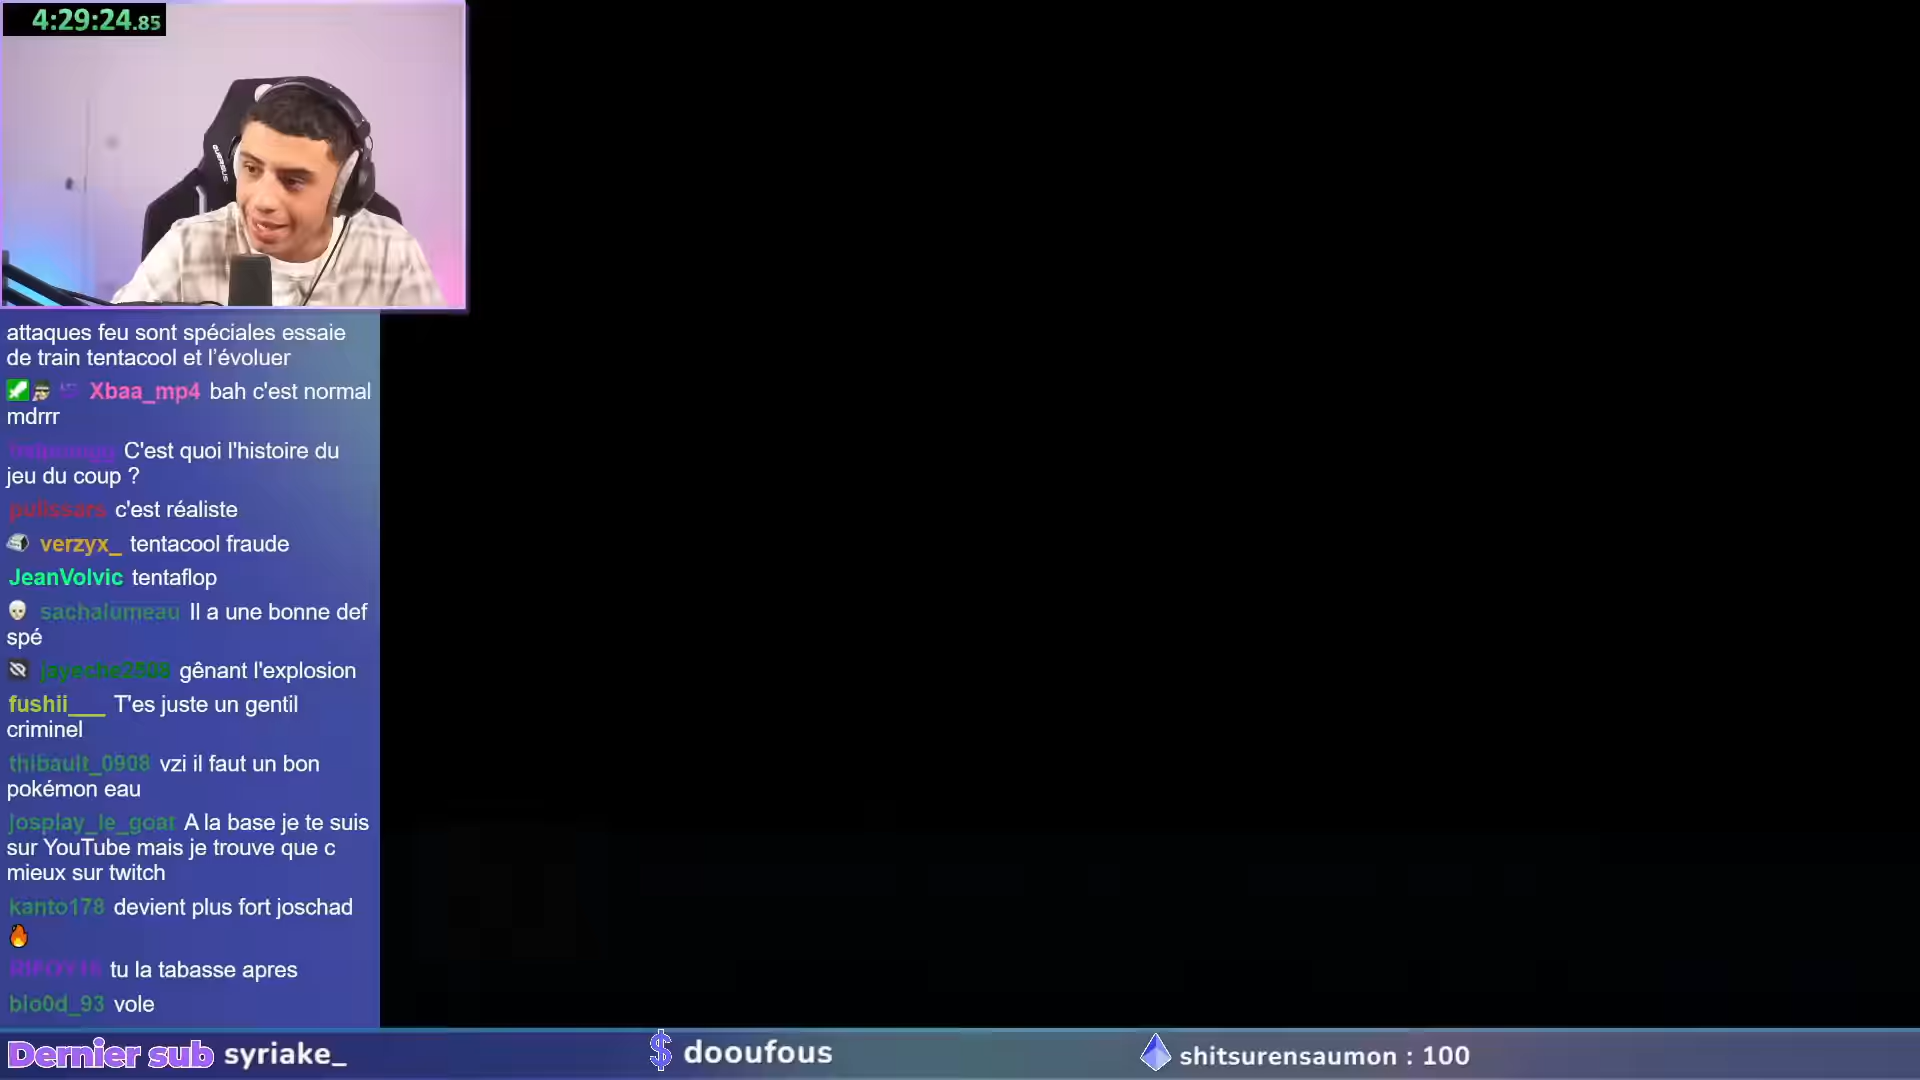 4:29:24.85
attaques feu sont spéciales essaie
de train tentacool et l'évoluer
Xbaa_mp4 bah c'est normal
mdrrr
C'est quoi l'histoire du
jeu du coup ?
pulissars c'est réaliste
verzyx_ tentacool fraude
JeanVolvic tentaflop
sachalumeau Il a une bonne def
spé
jayeche2508 gênant l'explosion
fushii___ T'es juste un gentil
criminel
thibault_0908 vzi il faut un bon
pokémon eau
josplay_le_goat A la base je te suis
sur YouTube mais je trouve que c
mieux sur twitch
kanto178 devient plus fort joschad
🔥
tu la tabasse apres
blo0d_93 vole
Dernier sub syriake_
$ dooufous
shitsurensaumon : 100